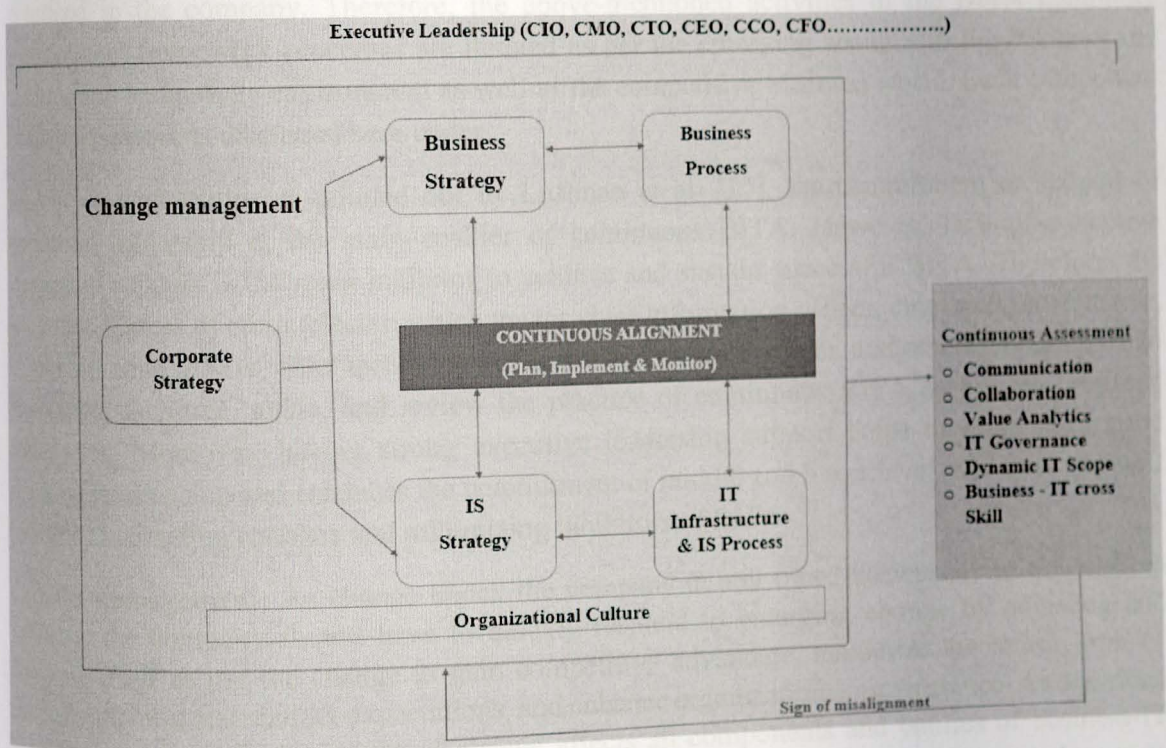 Executive Leadership (CIO, CMO, CTO, CEO, CCO, CFO...................)
Business
Strategy
Business
Process
Change management
Corporate
Strategy
CONTINUOUS ALIGNMENT
(Plan, Implement & Monitor)
IS
Strategy
IT
Infrastructure
& IS Process
Organizational Culture
Continuous Assessment
o Communication
o Collaboration
o Value Analytics
o IT Governance
o Dynamic IT Scope
o Business - IT cross
Skill
Sign of misalignment